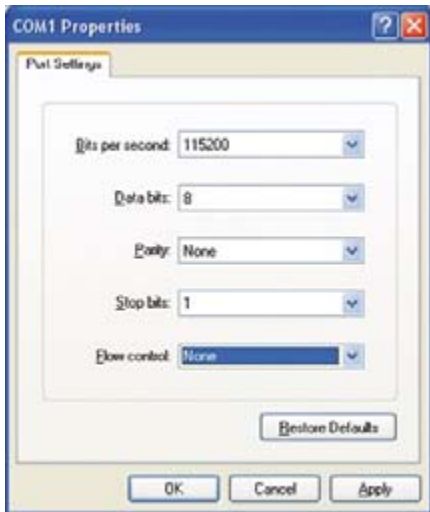 COM1 Properties
Port Settings
Bits per second: 115200
Data bits: 8
Parity: None
Stop bits: 1
Flow control: None
Restore Defaults
OK Cancel Apply